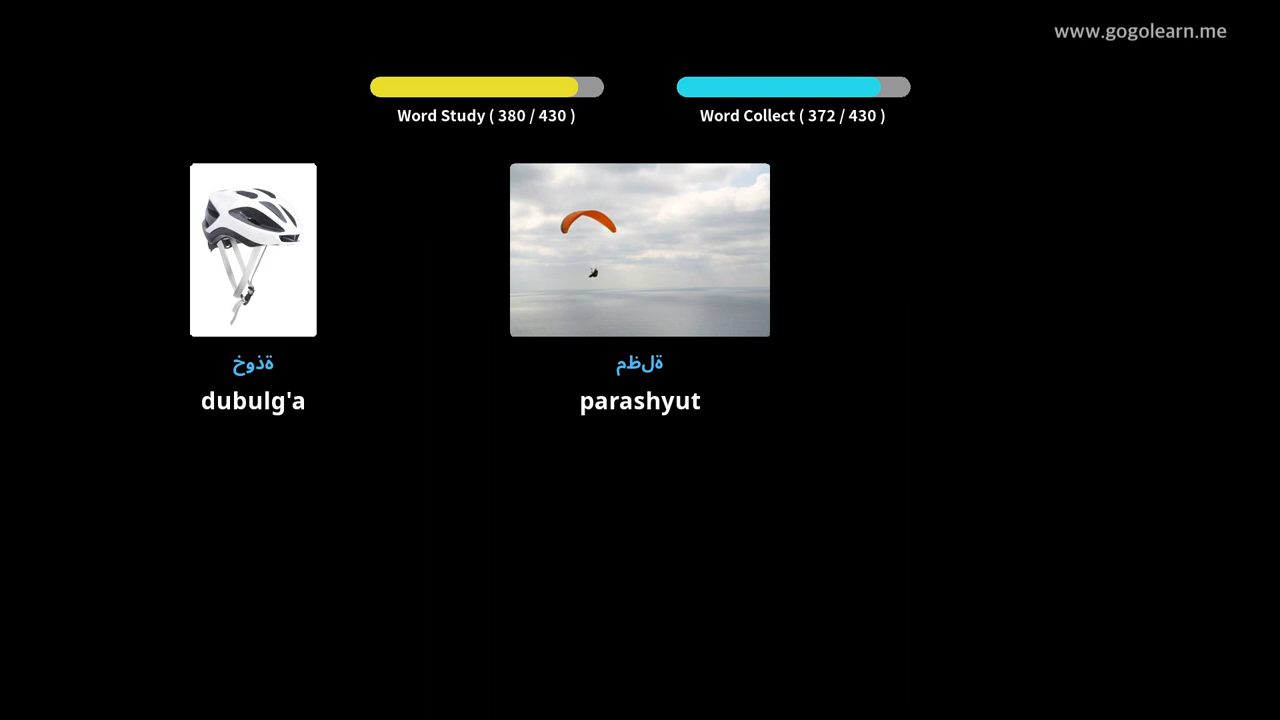 www.gogolearn.me
Word Study ( 380 / 430 )
Word Collect ( 372 / 430 )
خوذة
مظلة
dubulg'a
parashyut